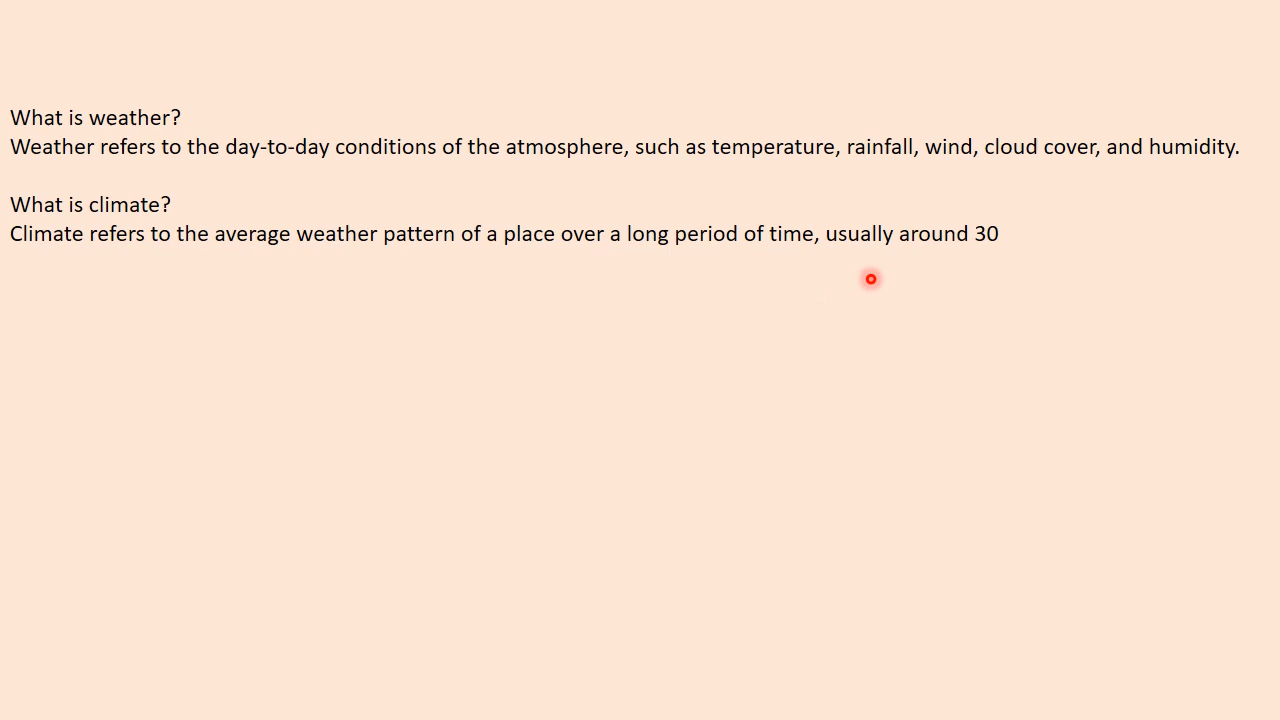 What is weather?
Weather refers to the day-to-day conditions of the atmosphere, such as temperature, rainfall, wind, cloud cover, and humidity.
What is climate?
Climate refers to the average weather pattern of a place over a long period of time, usually around 30